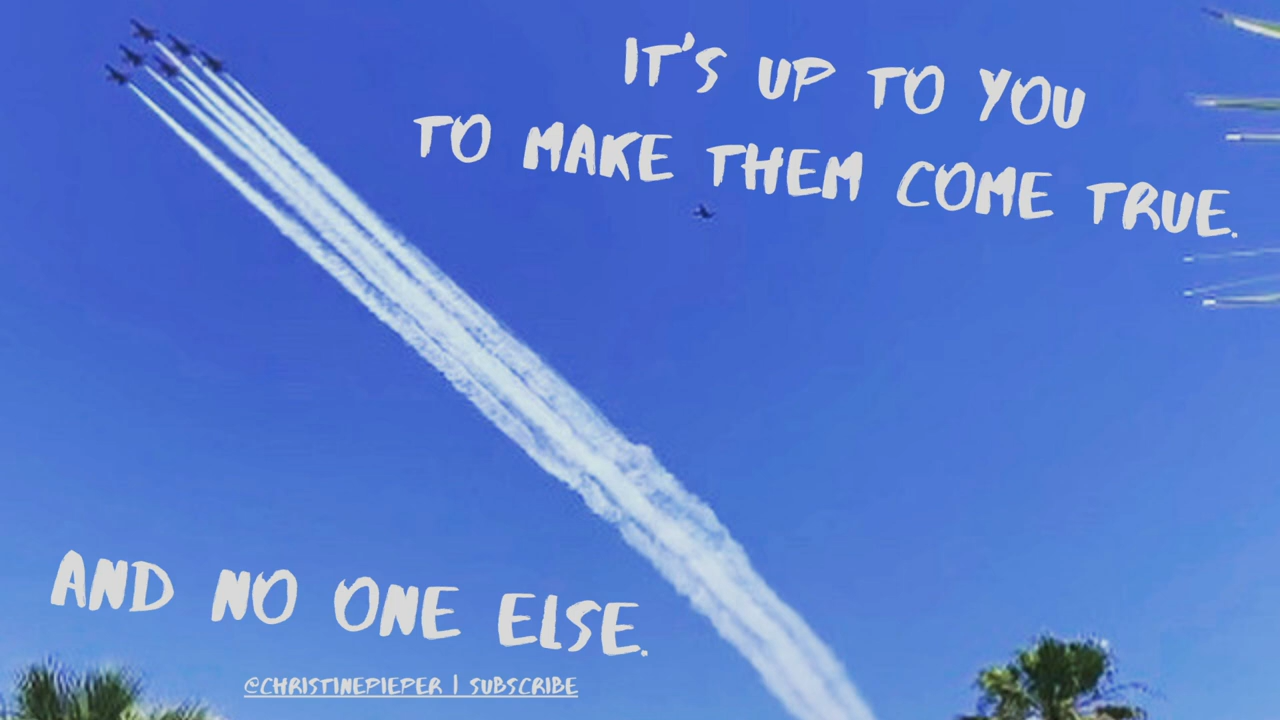 IT'S UP TO YOU
TO MAKE THEM COME TRUE.
AND NO ONE ELSE.
@CHRISTINEPIEPER | SUBSCRIBE